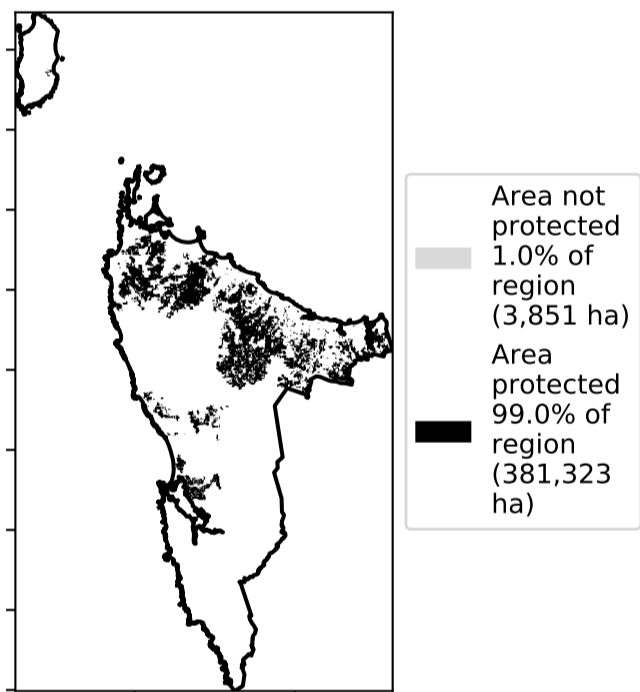 Area not
protected
1.0% of
region
(3,851 ha)
Area
protected
99.0% of
region
(381,323
ha)